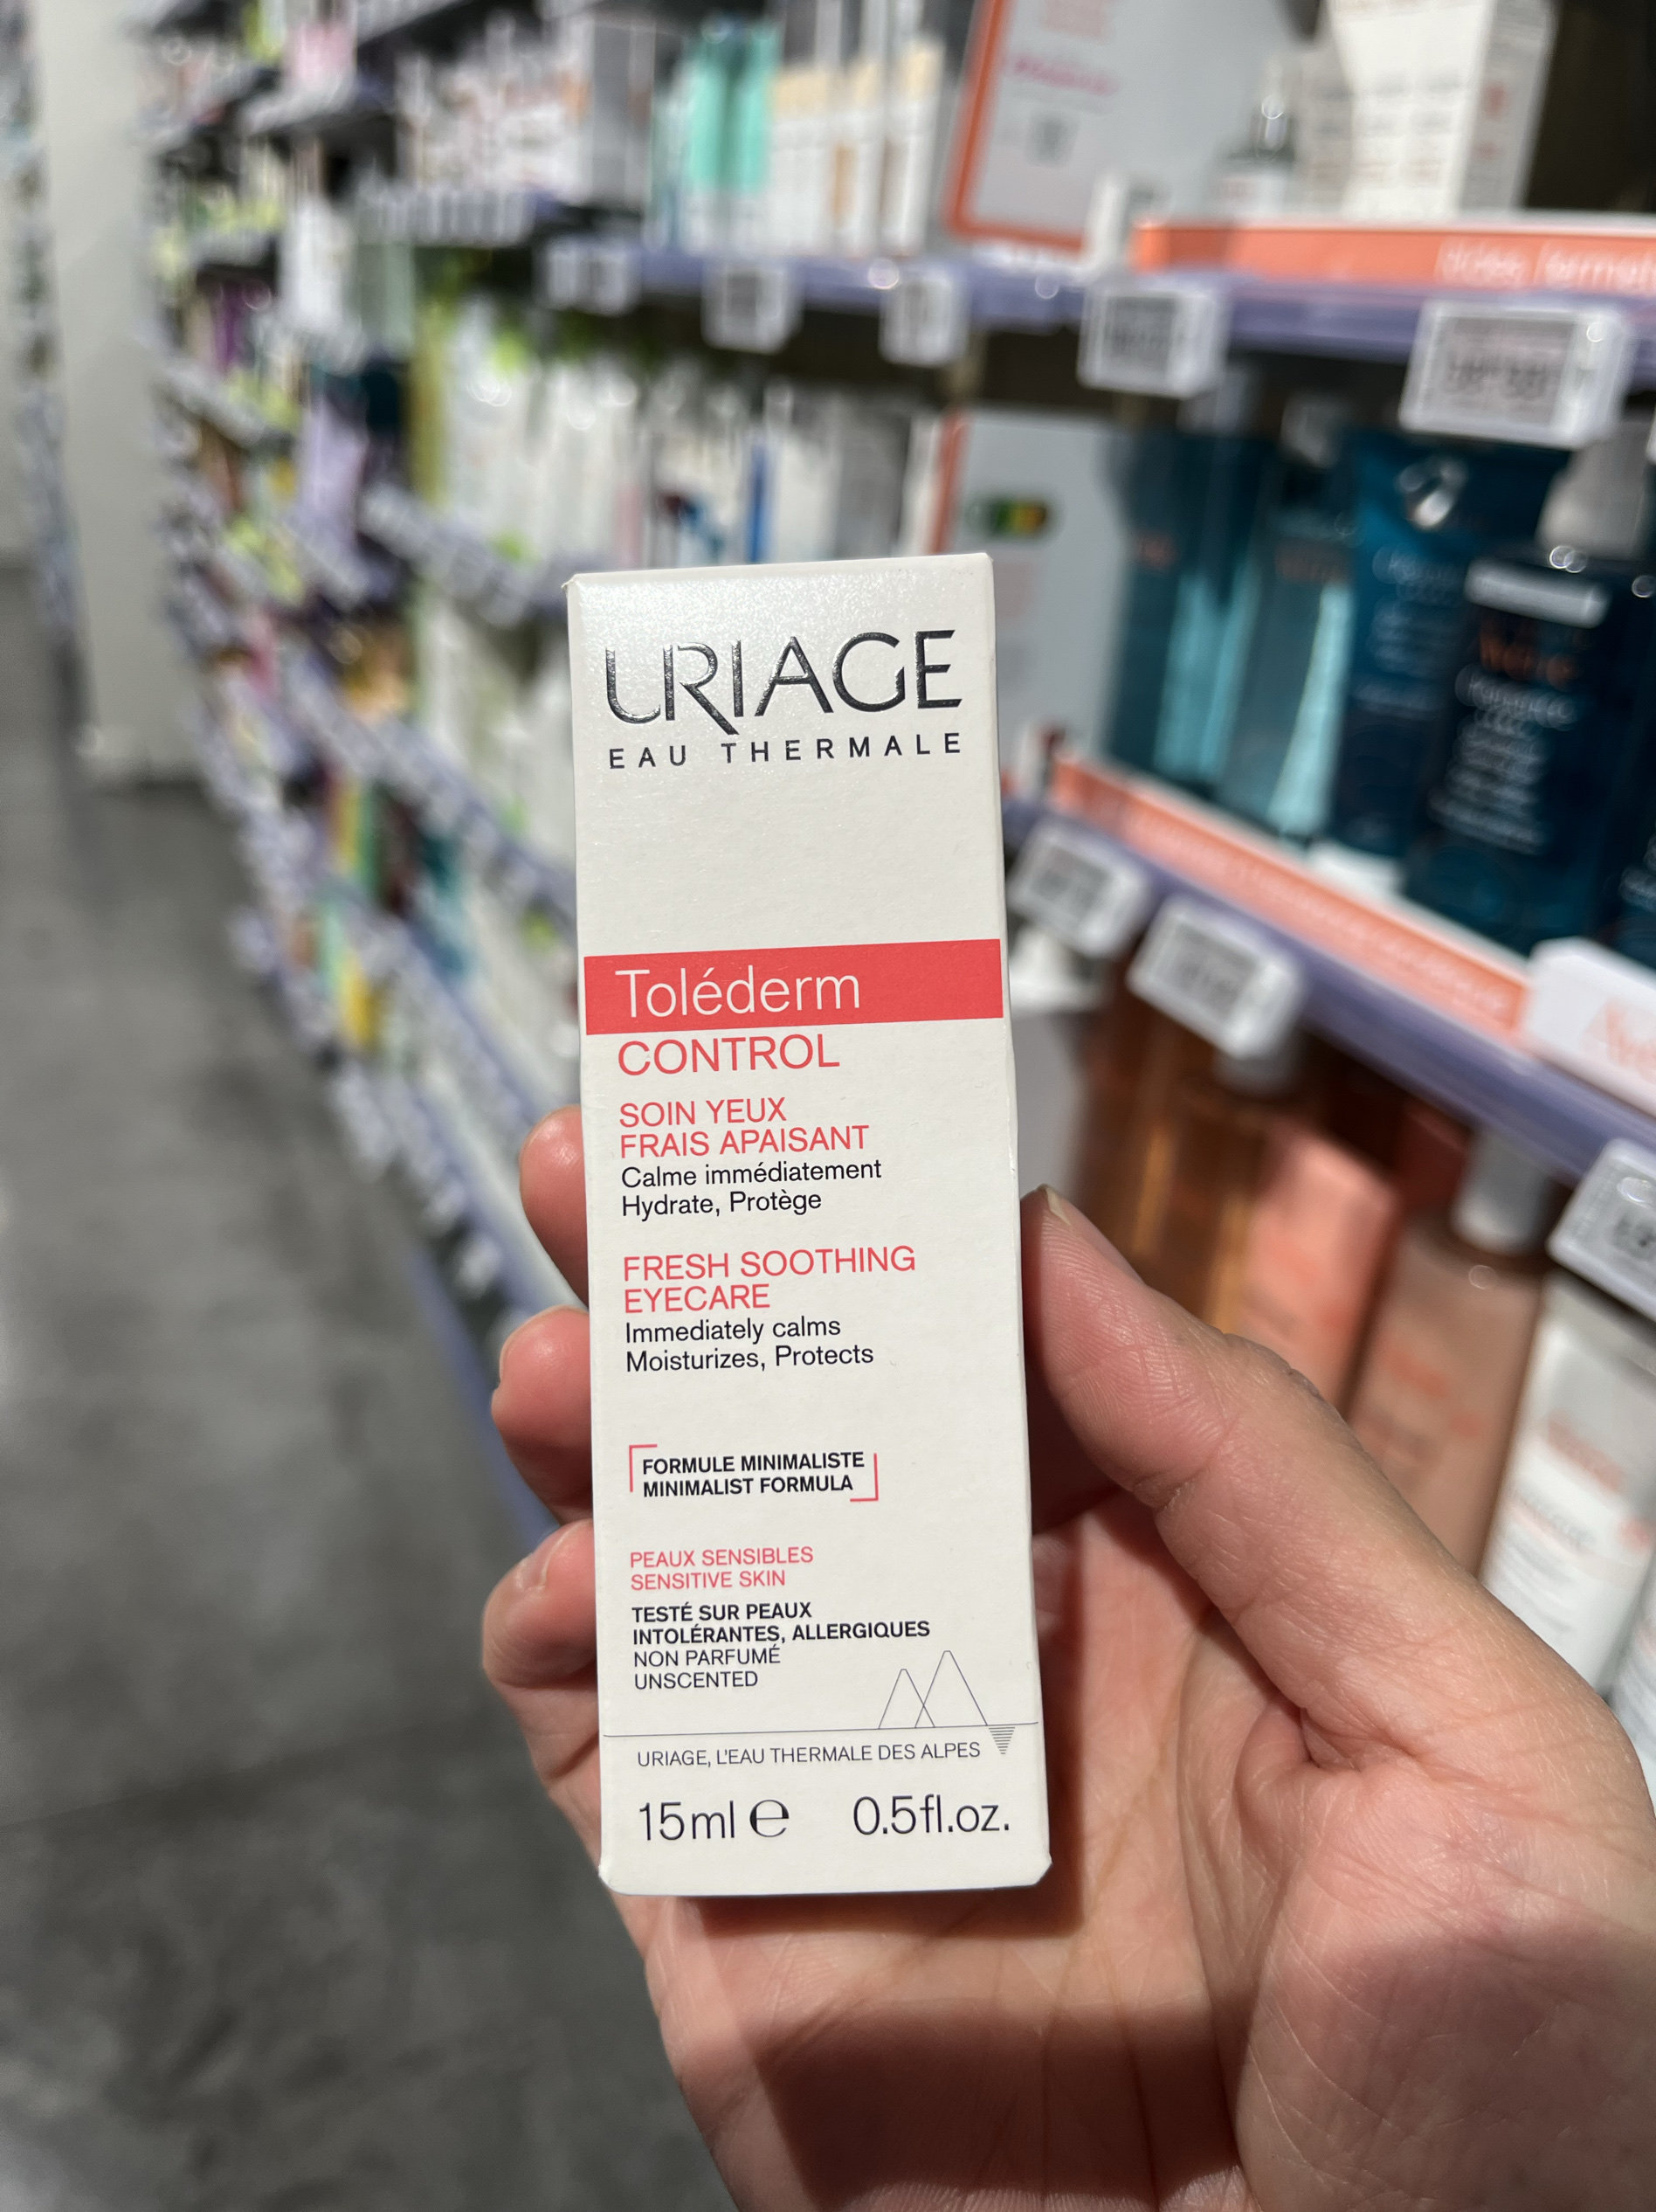 URIAGE
EAU THERMALE
Toléderm
CONTROL
SOIN YEUX
FRAIS APAISANT
Calme immédiatement
Hydrate, Protège
FRESH SOOTHING
EYECARE
Immediately calms
Moisturizes, Protects
FORMULE MINIMALISTE
MINIMALIST FORMULA
PEAUX SENSIBLES
SENSITIVE SKIN
TESTÉ SUR PEAUX
INTOLÉRANTES, ALLERGIQUES
NON PARFUMÉ
UNSCENTED
URIAGE, L'EAU THERMALE DES ALPES
15ml ℮ 0.5fl.oz.